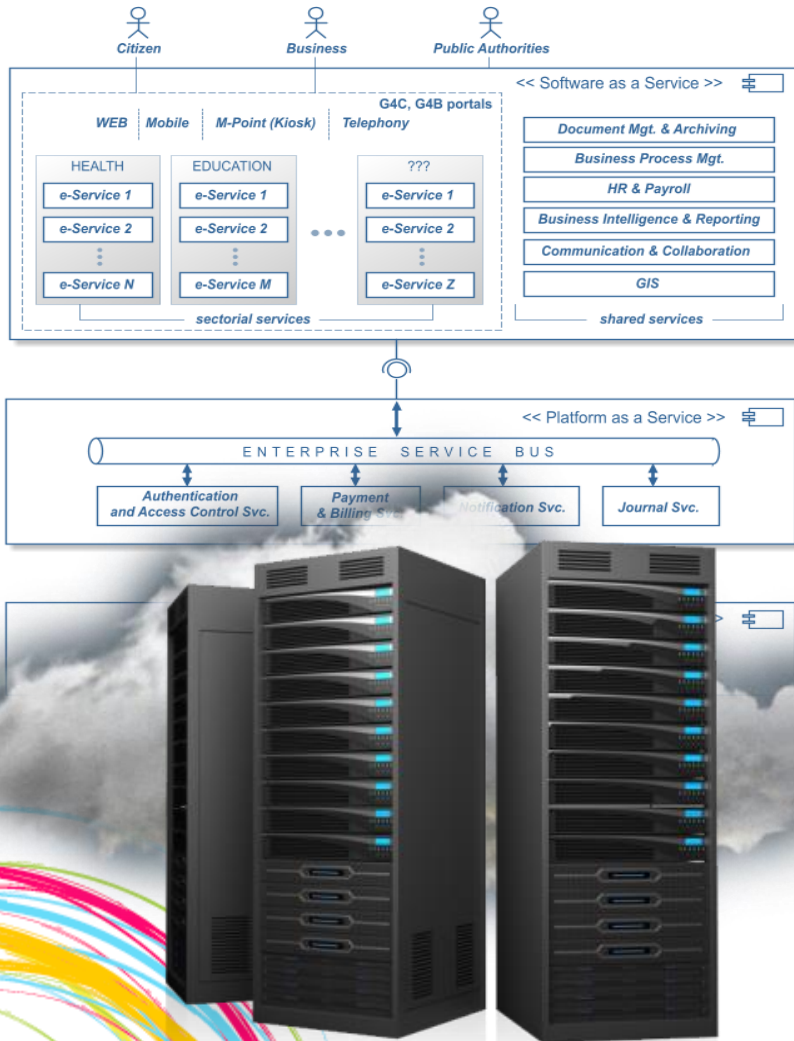 Citizen
Business
Public Authorities
<< Software as a Service >>
G4C, G4B portals
WEB
Mobile
M-Point (Kiosk)
Telephony
HEALTH
e-Service 1
e-Service 2
e-Service N
EDUCATION
e-Service 1
e-Service 2
e-Service M
???
e-Service 1
e-Service 2
e-Service Z
sectorial services
Document Mgt. & Archiving
Business Process Mgt.
HR & Payroll
Business Intelligence & Reporting
Communication & Collaboration
GIS
shared services
<< Platform as a Service >>
ENTERPRISE SERVICE BUS
Authentication
and Access Control Svc.
Payment
& Billing Svc.
Notification Svc.
Journal Svc.